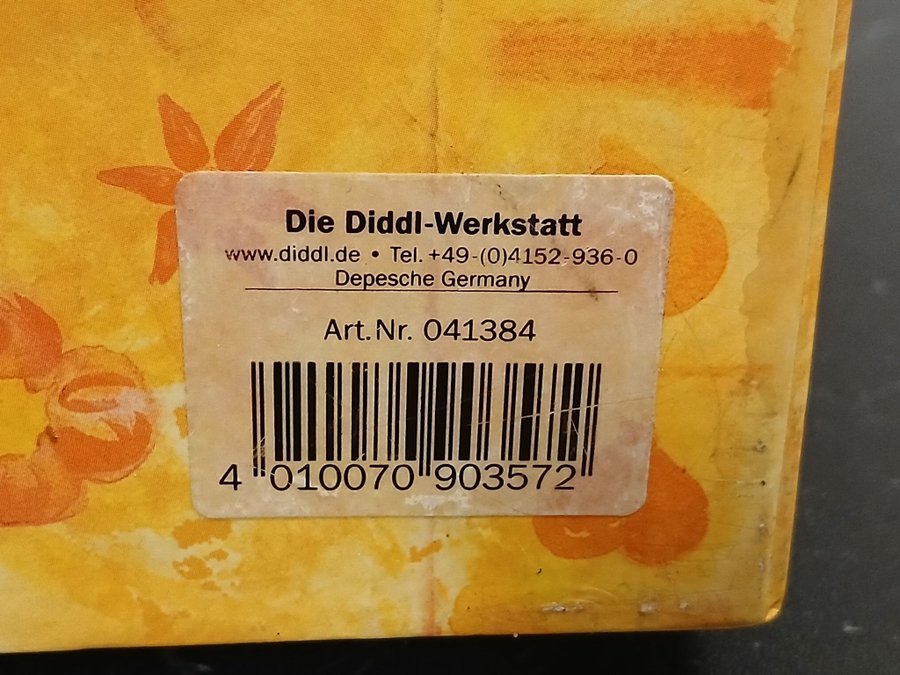 Die Diddl-Werkstatt
www.diddl.de • Tel. +49-(0)4152-936-0
Depesche Germany
Art.Nr. 041384
4 010070 903572